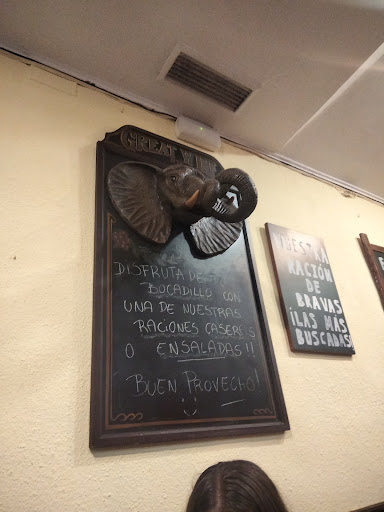 GREAT
DISFRUTA DE
BOCADILLO CON
UNA DE NUESTRAS
RACIONES CASERAS
O ENSALADAS!!
BUEN PROVECHO!
NUESTRA
RACIÓN
DE
BRAVAS
¡LAS MAS
BUSCADAS!